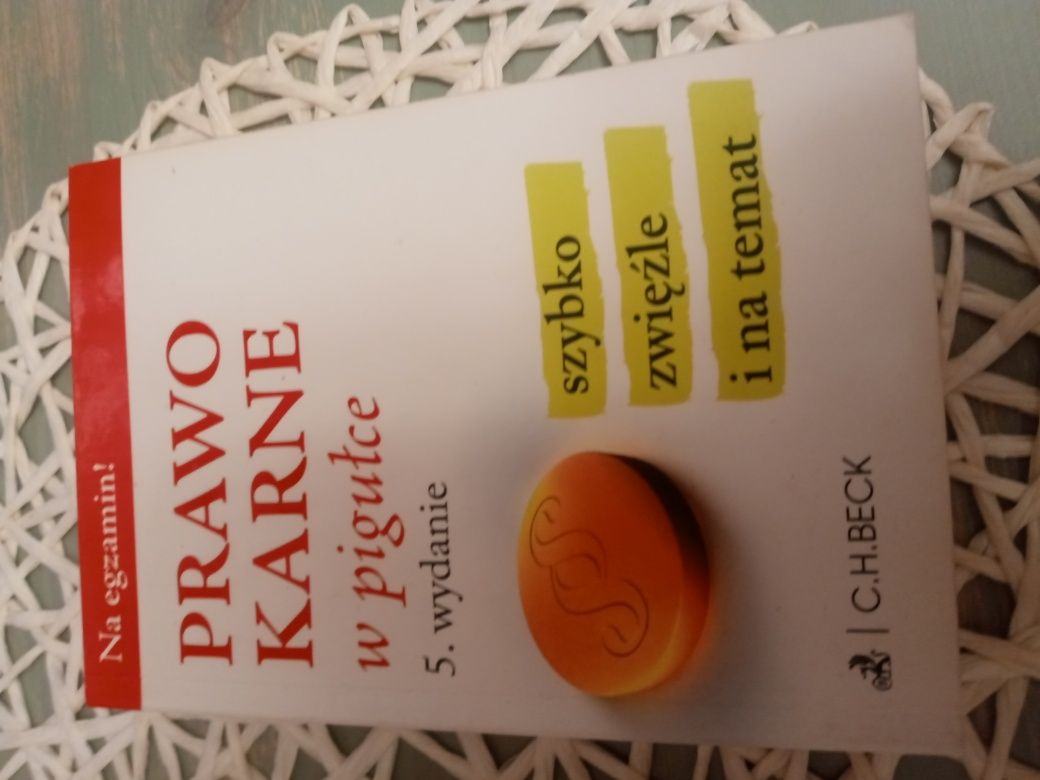 Na egzamin!
PRAWO
KARNE
w pigułce
5. wydanie
szybko
zwięźle
i na temat
C.H.BECK